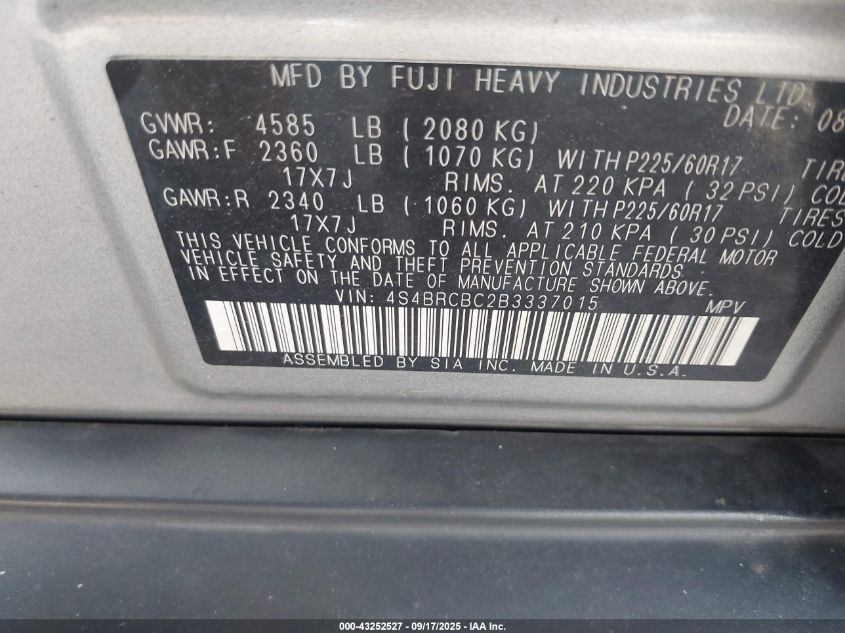 MFD BY FUJI HEAVY INDUSTRIES LTD.
DATE: 08
GVWR: 4585 LB ( 2080 KG)
GAWR:F 2360 LB ( 1070 KG) WITH P225/60R17 TIRE
17X7J RIMS. AT 220 KPA ( 32 PSI) COL
GAWR:R 2340 LB ( 1060 KG) WITH P225/60R17 TIRES
17X7J RIMS. AT 210 KPA ( 30 PSI) COLD
THIS VEHICLE CONFORMS TO ALL APPLICABLE FEDERAL MOTOR
VEHICLE SAFETY AND THEFT PREVENTION STANDARDS
IN EFFECT ON THE DATE OF MANUFACTURE SHOWN ABOVE.
VIN: 4S4BRCBC2B3337015 MPV
ASSEMBLED BY SIA INC. MADE IN U.S.A.
000-43252527 - 09/17/2025 - IAA Inc.